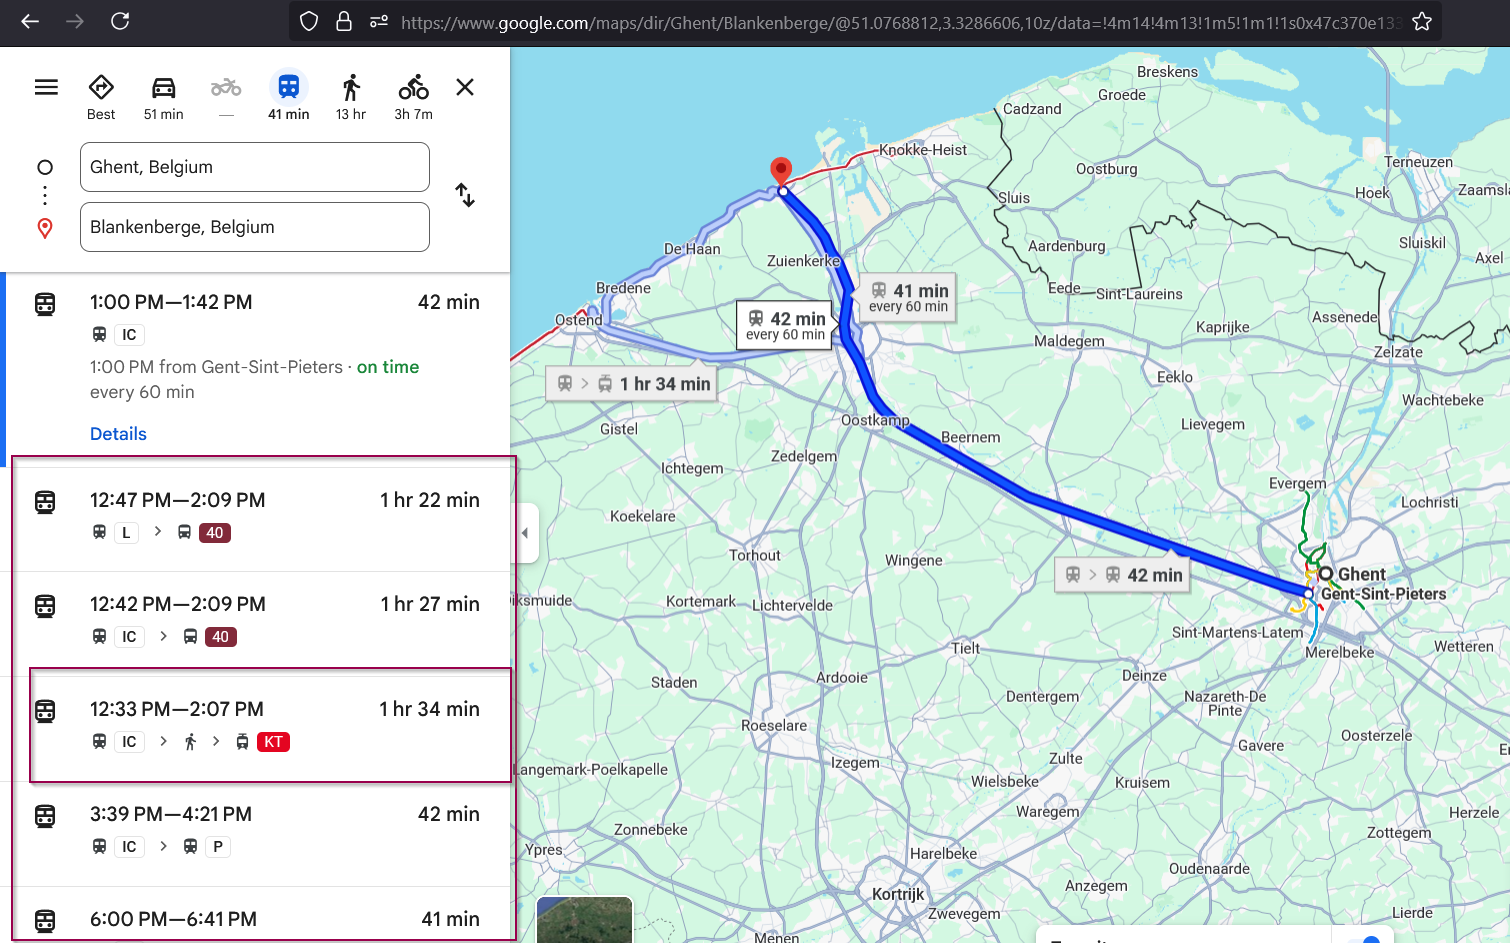 https://www.google.com/maps/dir/Ghent/Blankenberge/@51.0768812,3.3286606,10z/data=!4m14!4m13!1m5!1m1!1s0x47c370e133
Best
51 min
—
41 min
13 hr
3h 7m
Ghent, Belgium
Blankenberge, Belgium
1:00 PM—1:42 PM 42 min
IC
1:00 PM from Gent-Sint-Pieters · on time
every 60 min
Details
12:47 PM—2:09 PM 1 hr 22 min
L > 40
12:42 PM—2:09 PM 1 hr 27 min
IC > 40
12:33 PM—2:07 PM 1 hr 34 min
IC > > KT
3:39 PM—4:21 PM 42 min
IC > P
6:00 PM—6:41 PM 41 min
Breskens
Groede
Cadzand
Knokke-Heist
Terneuzen
Oostburg
Hoek
Zaamsla
Sluis
De Haan
Aardenburg
Sluiskil
Zuienkerke
Axel
Bredene
41 min
every 60 min
Eede
Sint-Laureins
Ostend
42 min
every 60 min
Assenede
Kaprijke
Maldegem
Zelzate
> 1 hr 34 min
Eeklo
Wachtebeke
Oostkamp
Gistel
Beernem
Lievegem
Zedelgem
Ichtegem
Evergem
Lochristi
Koekelare
Torhout
Wingene
> 42 min
Ghent
Gent-Sint-Pieters
iksmuide
Kortemark
Lichtervelde
Sint-Martens-Latem
Merelbeke
Wetteren
Tielt
Staden
Ardooie
Deinze
Dentergem
Nazareth-De
Pinte
Roeselare
Oosterzele
Gavere
Langemark-Poelkapelle
Izegem
Zulte
Wielsbeke
Kruisem
Waregem
Herzele
Zonnebeke
Zottegem
Ypres
Harelbeke
Oudenaarde
Anzegem
Kortrijk
Zwevegem
Lierde
Menen